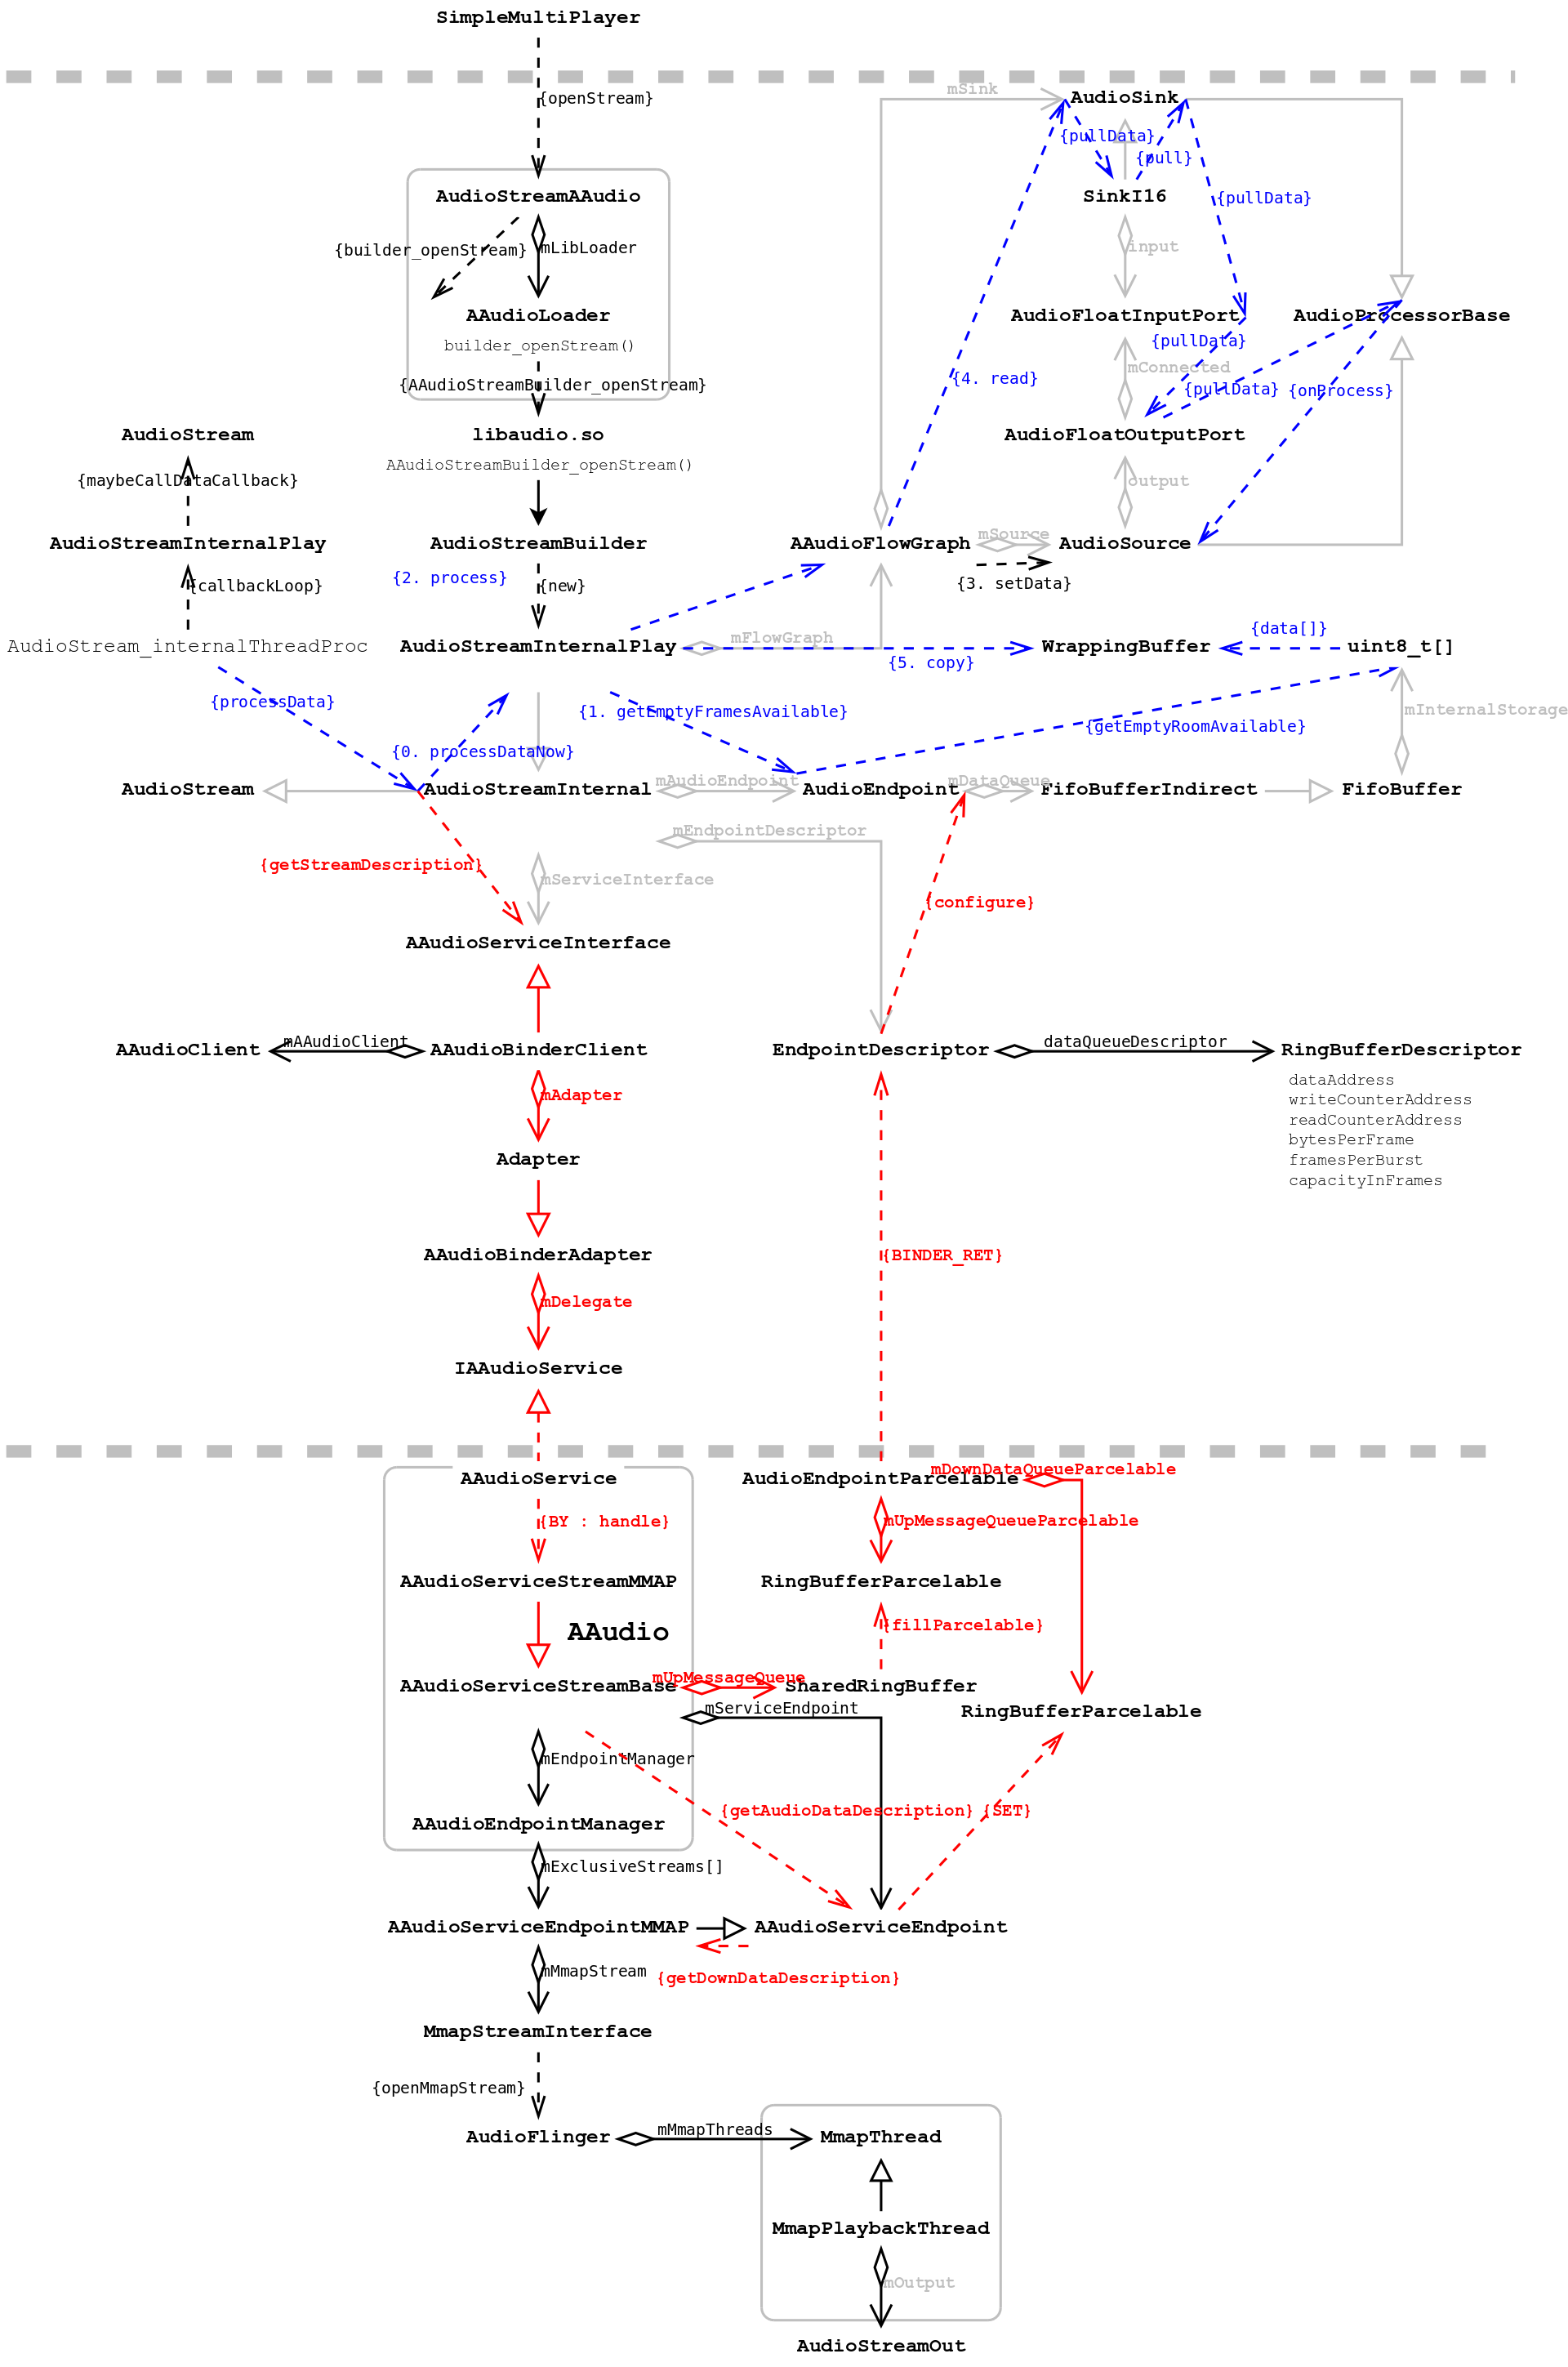 SimpleMultiPlayer
{openStream}
mSink
AudioSink
{pullData}
{pull}
AudioStreamAAudio
SinkI16
{pullData}
{builder_openStream}
mLibLoader
input
AAudioLoader
AudioFloatInputPort
AudioProcessorBase
builder_openStream()
{pullData}
mConnected
{4. read}
{AAudioStreamBuilder_openStream}
{pullData}
{onProcess}
AudioStream
libaudio.so
AudioFloatOutputPort
AAudioStreamBuilder_openStream()
{maybeCallDataCallback}
output
mSource
AudioStreamInternalPlay
AudioStreamBuilder
AAudioFlowGraph
AudioSource
{2. process}
{callbackLoop}
{new}
{3. setData}
{data[]}
mFlowGraph
AudioStream_internalThreadProc
AudioStreamInternalPlay
WrappingBuffer
uint8_t[]
{5. copy}
{processData}
{1. getEmptyFramesAvailable}
mInternalStorage
{getEmptyRoomAvailable}
{0. processDataNow}
mAudioEndpoint
mDataQueue
AudioStream
AudioStreamInternal
AudioEndpoint
FifoBufferIndirect
FifoBuffer
mEndpointDescriptor
{getStreamDescription}
mServiceInterface
{configure}
AAudioServiceInterface
mAAudioClient
dataQueueDescriptor
AAudioClient
AAudioBinderClient
EndpointDescriptor
RingBufferDescriptor
dataAddress
mAdapter
writeCounterAddress
readCounterAddress
bytesPerFrame
Adapter
framesPerBurst
capacityInFrames
AAudioBinderAdapter
{BINDER_RET}
mDelegate
IAAudioService
mDownDataQueueParcelable
AAudioService
AudioEndpointParcelable
{BY : handle}
mUpMessageQueueParcelable
AAudioServiceStreamMMAP
RingBufferParcelable
{fillParcelable}
AAudio
mUpMessageQueue
AAudioServiceStreamBase
SharedRingBuffer
mServiceEndpoint
RingBufferParcelable
mEndpointManager
{getAudioDataDescription}
{SET}
AAudioEndpointManager
mExclusiveStreams[]
AAudioServiceEndpointMMAP
AAudioServiceEndpoint
mMmapStream
{getDownDataDescription}
MmapStreamInterface
{openMmapStream}
mMmapThreads
AudioFlinger
MmapThread
MmapPlaybackThread
mOutput
AudioStreamOut